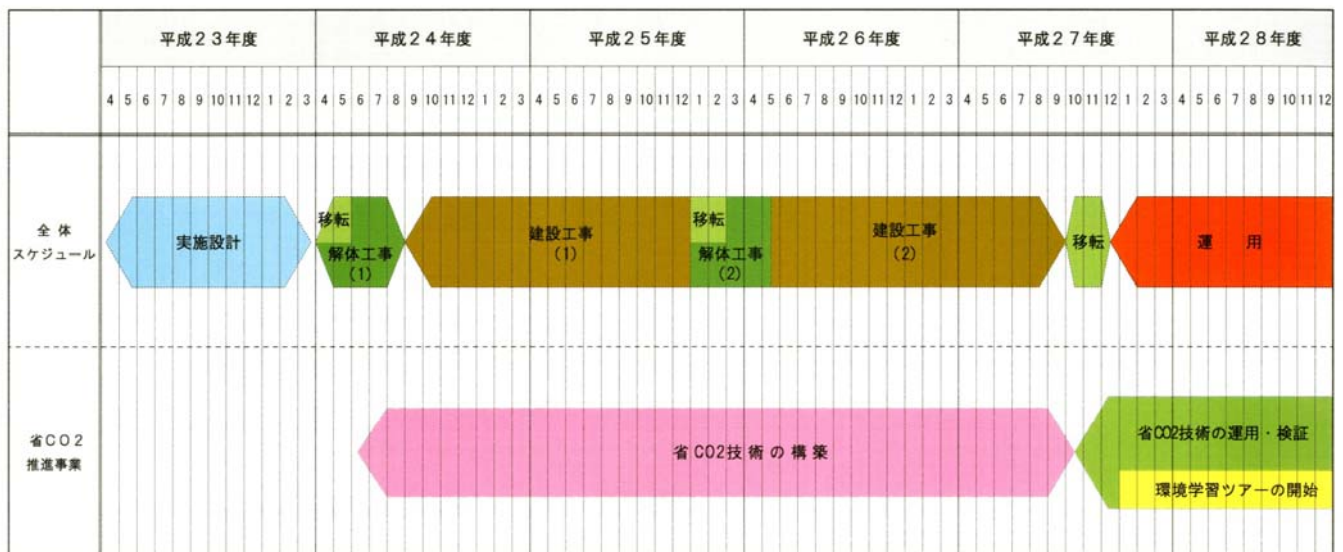 平成23年度 平成24年度 平成25年度 平成26年度 平成27年度 平成28年度
4 5 6 7 8 9 10 11 12 1 2 3 4 5 6 7 8 9 10 11 12 1 2 3 4 5 6 7 8 9 10 11 12 1 2 3 4 5 6 7 8 9 10 11 12 1 2 3 4 5 6 7 8 9 10 11 12 1 2 3 4 5 6 7 8 9 10 11 12
全体
スケジュール
実施設計
移転
解体工事
(1)
建設工事
(1)
移転
解体工事
(2)
建設工事
(2)
移転
運用
省CO2
推進事業
省CO2技術の構築
省CO2技術の運用・検証
環境学習ツアーの開始